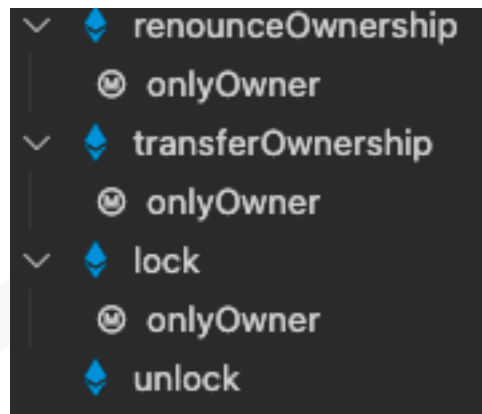 renounceOwnership
onlyOwner
transferOwnership
onlyOwner
lock
onlyOwner
unlock